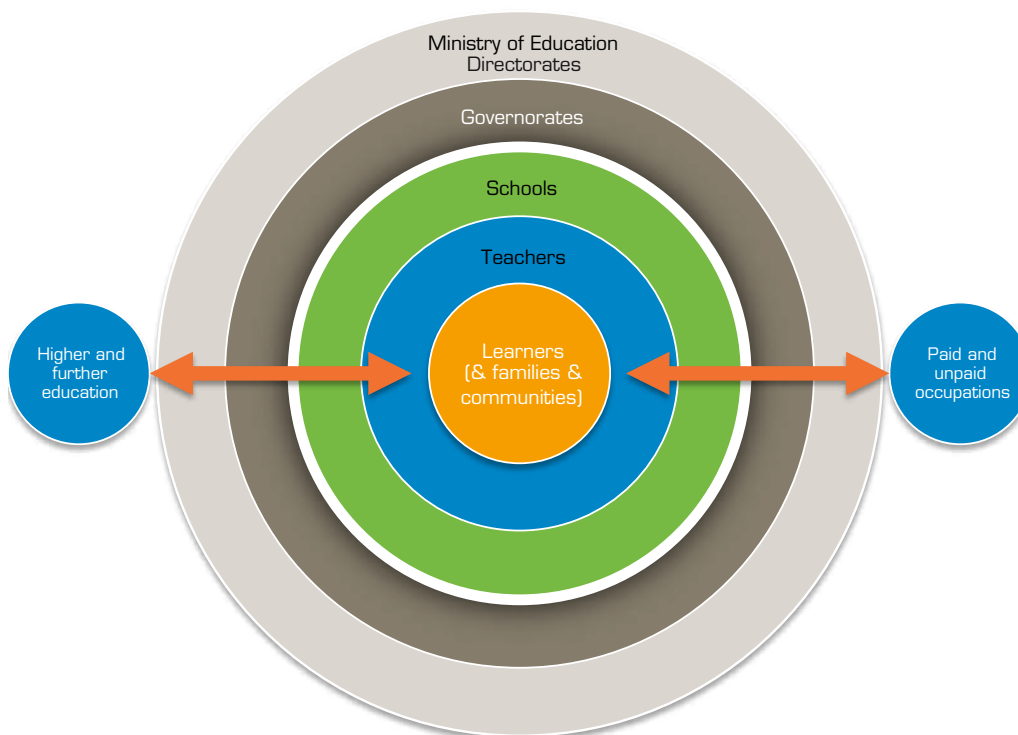 Ministry of Education
Directorates
Governorates
Schools
Teachers
Learners
(& families &
communities)
Higher and
further
education
Paid and
unpaid
occupations